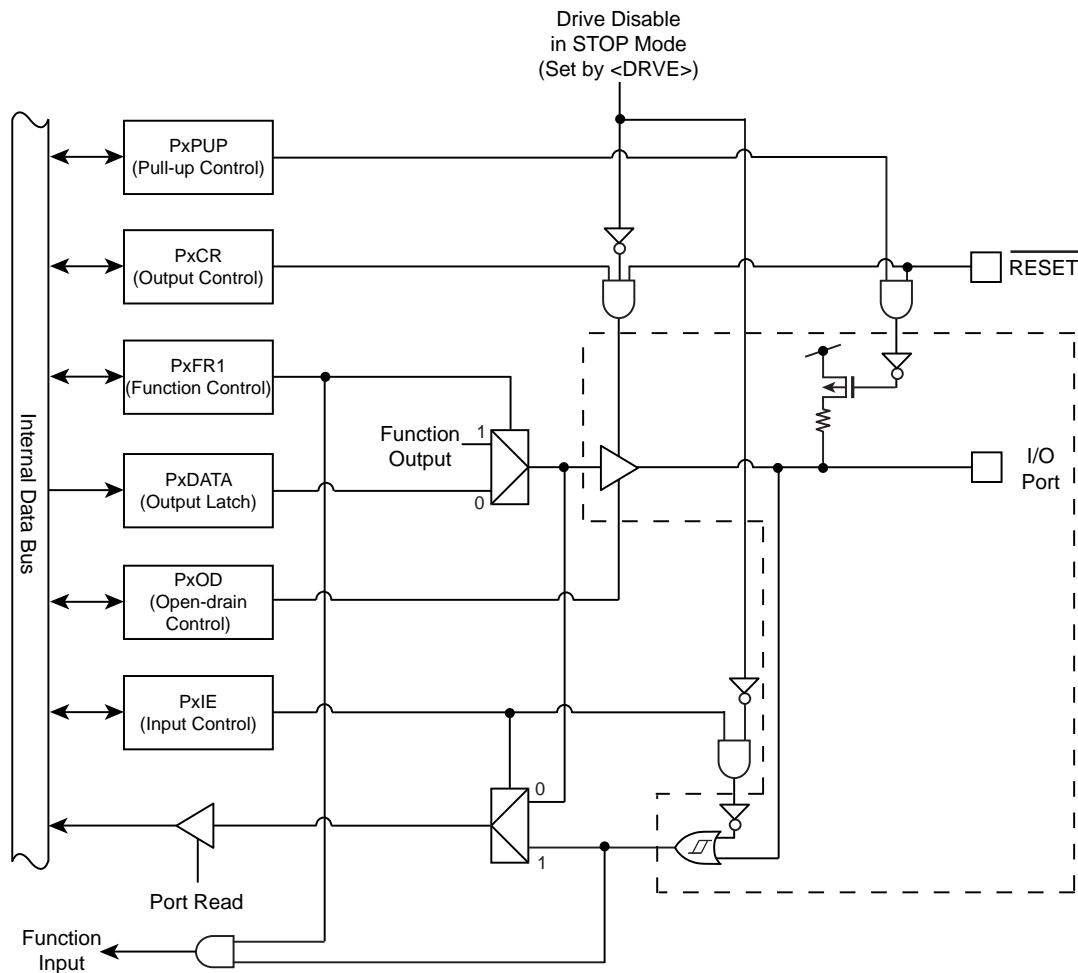 Drive Disable
in STOP Mode
(Set by <DRVE>)
PxPUP
(Pull-up Control)
PxCR
(Output Control)
RESET
PxFR1
(Function Control)
Function
Output
1
0
I/O
Port
PxDATA
(Output Latch)
Internal Data Bus
PxOD
(Open-drain
Control)
PxIE
(Input Control)
0
1
Port Read
Function
Input